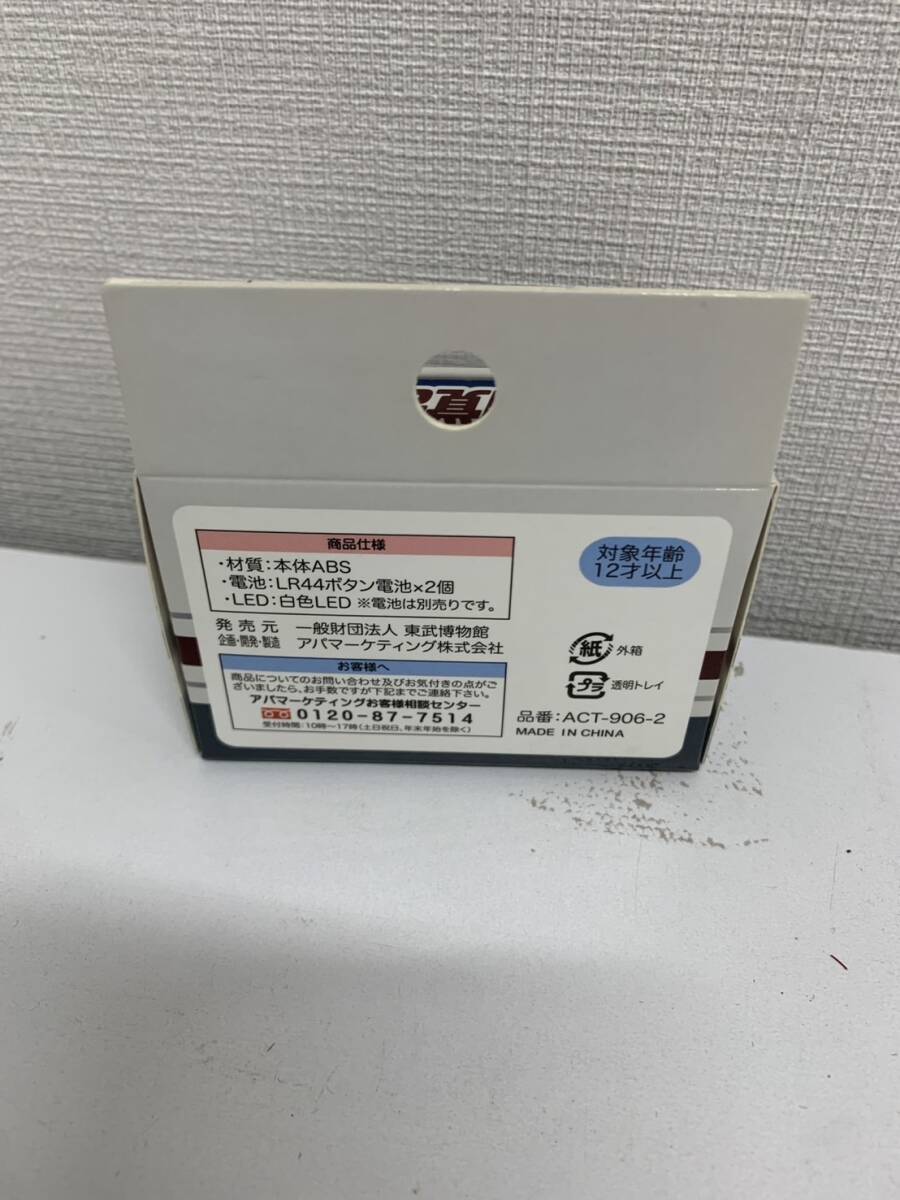 商品仕様
・材質:本体ABS
・電池:LR44ボタン電池×2個
・LED:白色LED ※電池は別売りです。
対象年齢
12才以上
発売元 一般財団法人 東武博物館
企画・開発・製造 アパマーケティング株式会社
お客様へ
商品についてのお問い合わせ及びお気付きの点がご
ざいましたら、お手数ですが下記までご連絡下さい。
アパマーケティングお客様相談センター
0120-87-7514
受付時間:10時〜17時(土日祝日、年末年始を除く)
紙 外箱
プラ 透明トレイ
品番:ACT-906-2
MADE IN CHINA